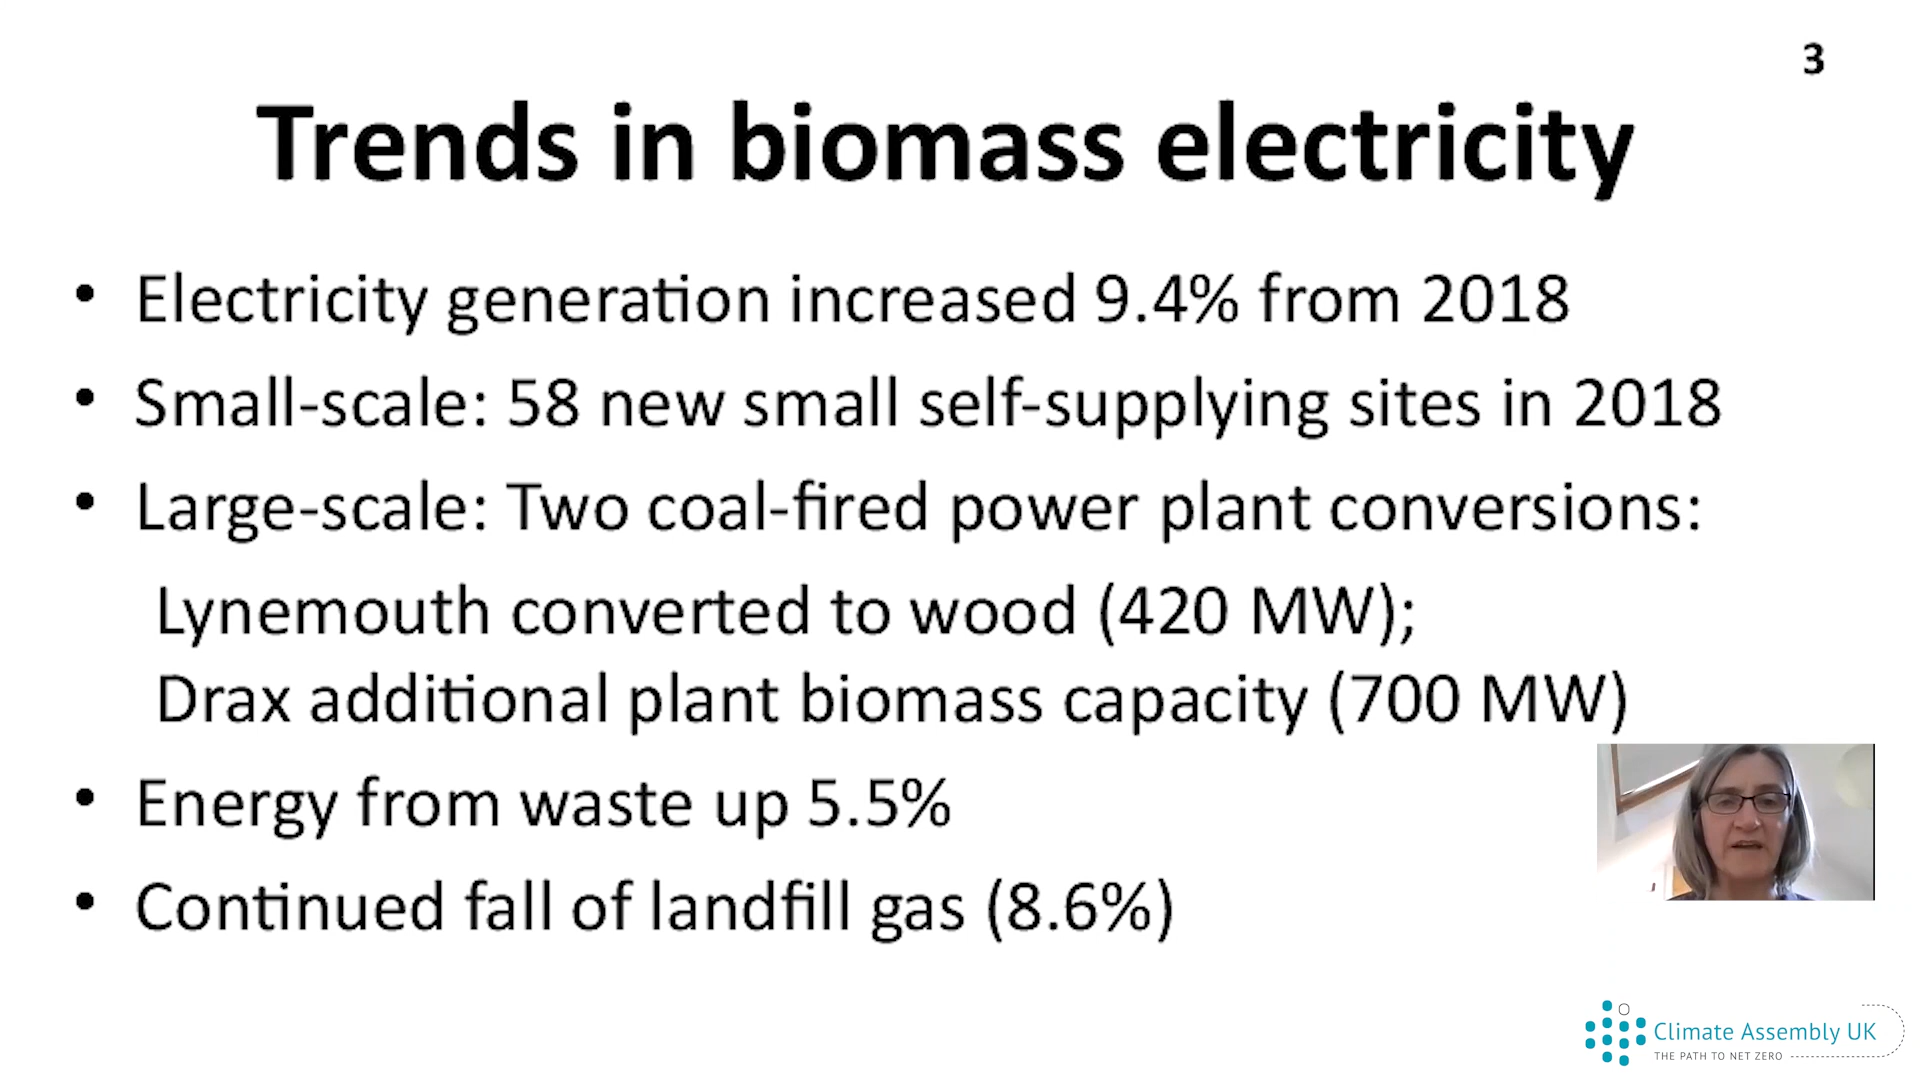 3
Trends in biomass electricity
• Electricity generation increased 9.4% from 2018
• Small-scale: 58 new small self-supplying sites in 2018
• Large-scale: Two coal-fired power plant conversions:
Lynemouth converted to wood (420 MW);
Drax additional plant biomass capacity (700 MW)
• Energy from waste up 5.5%
• Continued fall of landfill gas (8.6%)
Climate Assembly UK
THE PATH TO NET ZERO